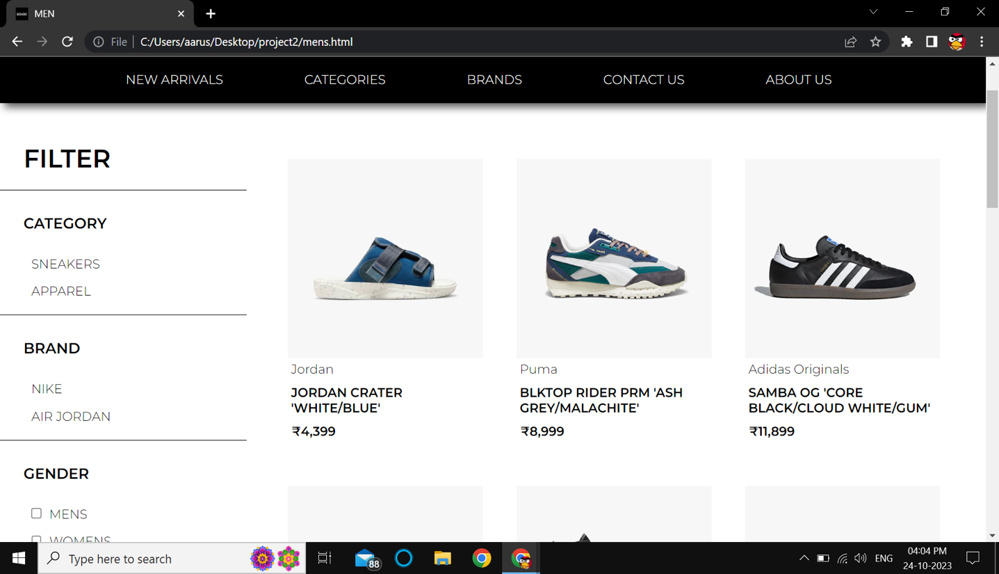 MEN
File
C:/Users/aarus/Desktop/project2/mens.html
NEW ARRIVALS
CATEGORIES
BRANDS
CONTACT US
ABOUT US
FILTER
CATEGORY
SNEAKERS
APPAREL
BRAND
NIKE
AIR JORDAN
GENDER
MENS
WOMENS
Jordan
JORDAN CRATER
'WHITE/BLUE'
₹4,399
Puma
BLKTOP RIDER PRM 'ASH
GREY/MALACHITE'
₹8,999
Adidas Originals
SAMBA OG 'CORE
BLACK/CLOUD WHITE/GUM'
₹11,899
Type here to search
88
ENG
04:04 PM
24-10-2023